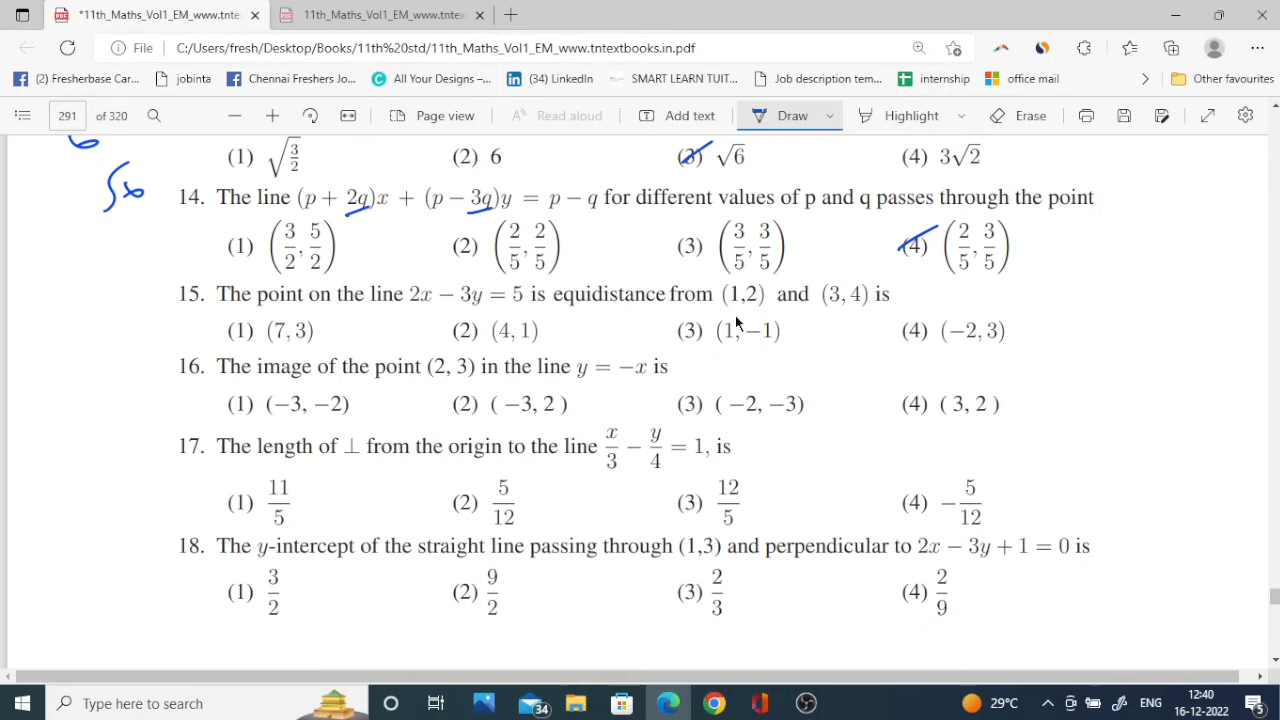 *11th_Maths_Vol1_EM_www.tnte
11th_Maths_Vol1_EM_www.tntex
File C:/Users/fresh/Desktop/Books/11th%20std/11th_Maths_Vol1_EM_www.tntextbooks.in.pdf
(2) Fresherbase Car... jobinta Chennai Freshers Jo... All Your Designs –... (34) LinkedIn SMART LEARN TUIT... Job description tem... internship office mail Other favourites
291 of 320 Page view Read aloud Add text Draw Highlight Erase
(1) √(3/2) (2) 6 (3) √6 (4) 3√2
14. The line (p + 2q)x + (p − 3q)y = p − q for different values of p and q passes through the point
(1) (3/2, 5/2) (2) (2/5, 2/5) (3) (3/5, 3/5) (4) (2/5, 3/5)
15. The point on the line 2x − 3y = 5 is equidistance from (1,2) and (3, 4) is
(1) (7, 3) (2) (4, 1) (3) (1, −1) (4) (−2, 3)
16. The image of the point (2, 3) in the line y = −x is
(1) (−3, −2) (2) ( −3, 2 ) (3) ( −2, −3) (4) ( 3, 2 )
17. The length of ⊥ from the origin to the line x/3 − y/4 = 1, is
(1) 11/5 (2) 5/12 (3) 12/5 (4) −5/12
18. The y-intercept of the straight line passing through (1,3) and perpendicular to 2x − 3y + 1 = 0 is
(1) 3/2 (2) 9/2 (3) 2/3 (4) 2/9
Type here to search 34 29°C ENG 12:40
16-12-2022 5